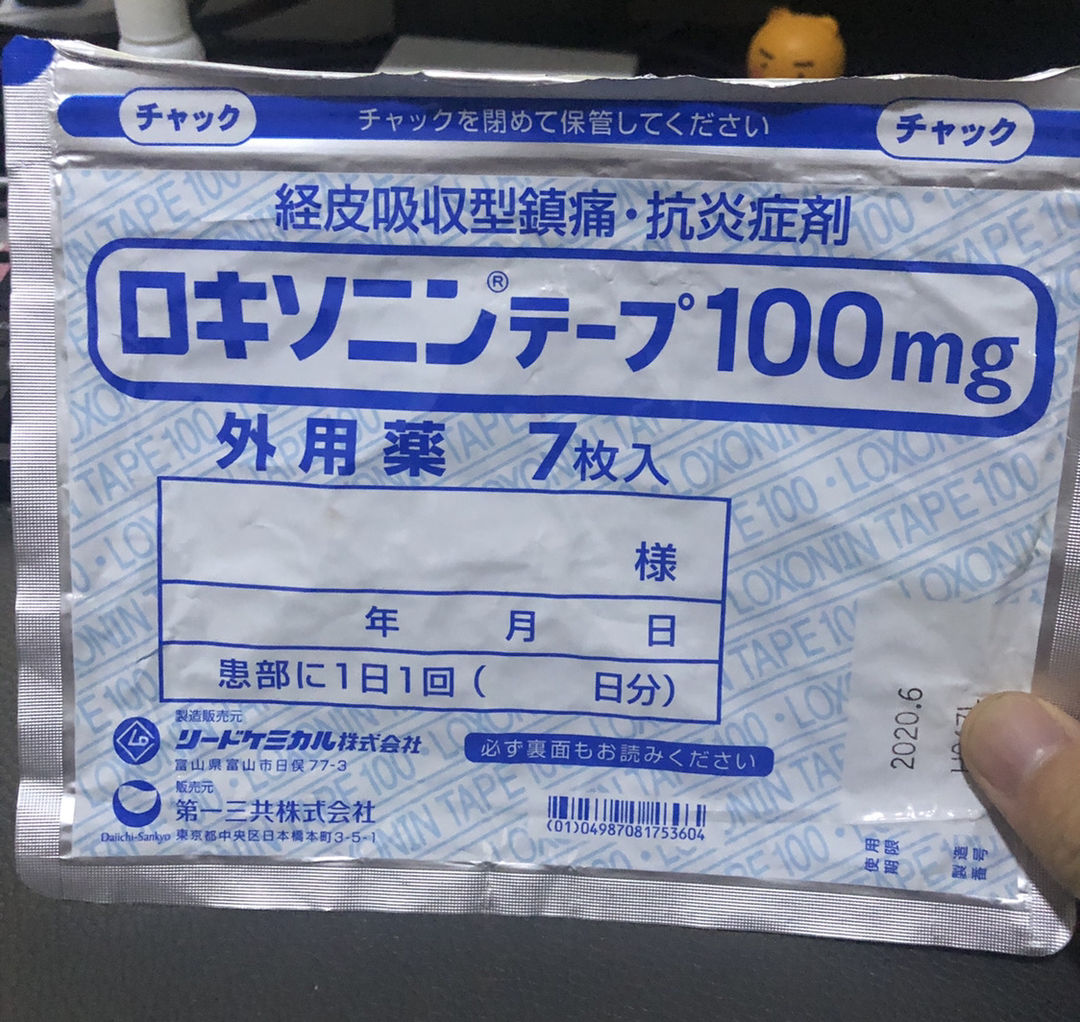 チャック チャックを閉めて保管してください チャック
経皮吸収型鎮痛・抗炎症剤
ロキソニン®テープ100mg
外用薬 7枚入
様
年 月 日
患部に1日1回( 日分)
製造販売元
リードケミカル株式会社
富山県富山市日俣77-3
必ず裏面もお読みください
販売元
第一三共株式会社
Daiichi-Sankyo 東京都中央区日本橋本町3-5-1
(01)04987081753604
2020.6
使用期限
製造番号
LOXONIN TAPE 100